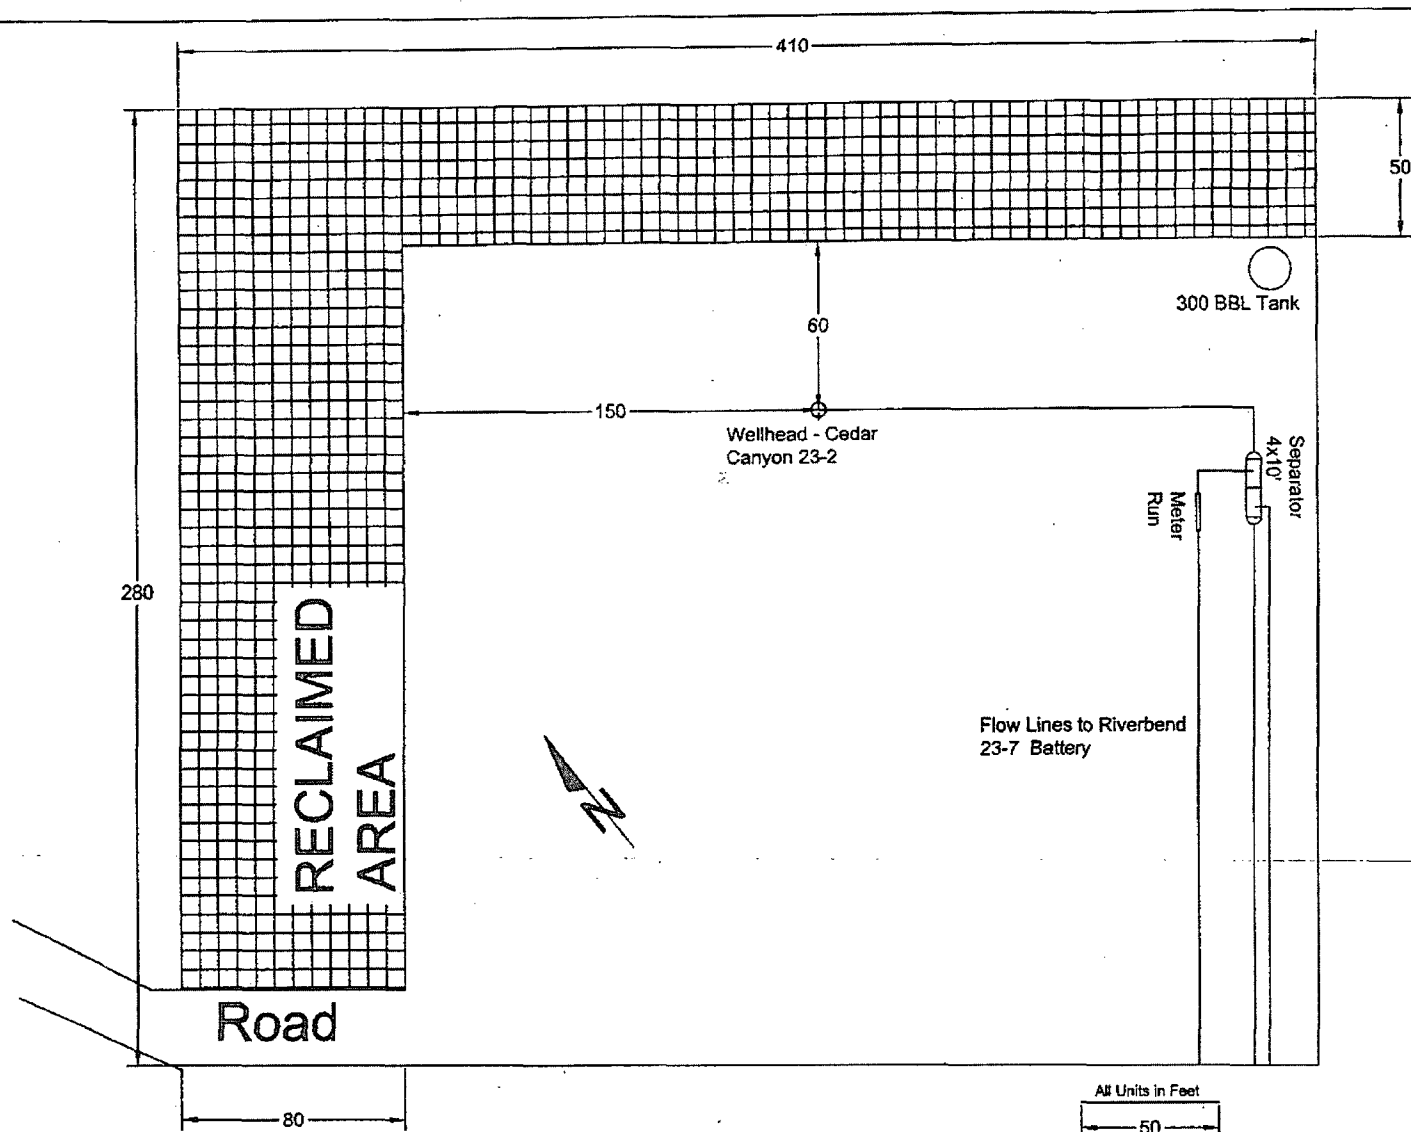 410
50
300 BBL Tank
60
150
Wellhead - Cedar
Canyon 23-2
Separator
4x10'
Meter
Run
280
RECLAIMED
AREA
Flow Lines to Riverbend
23-7 Battery
N
Road
80
All Units in Feet
50